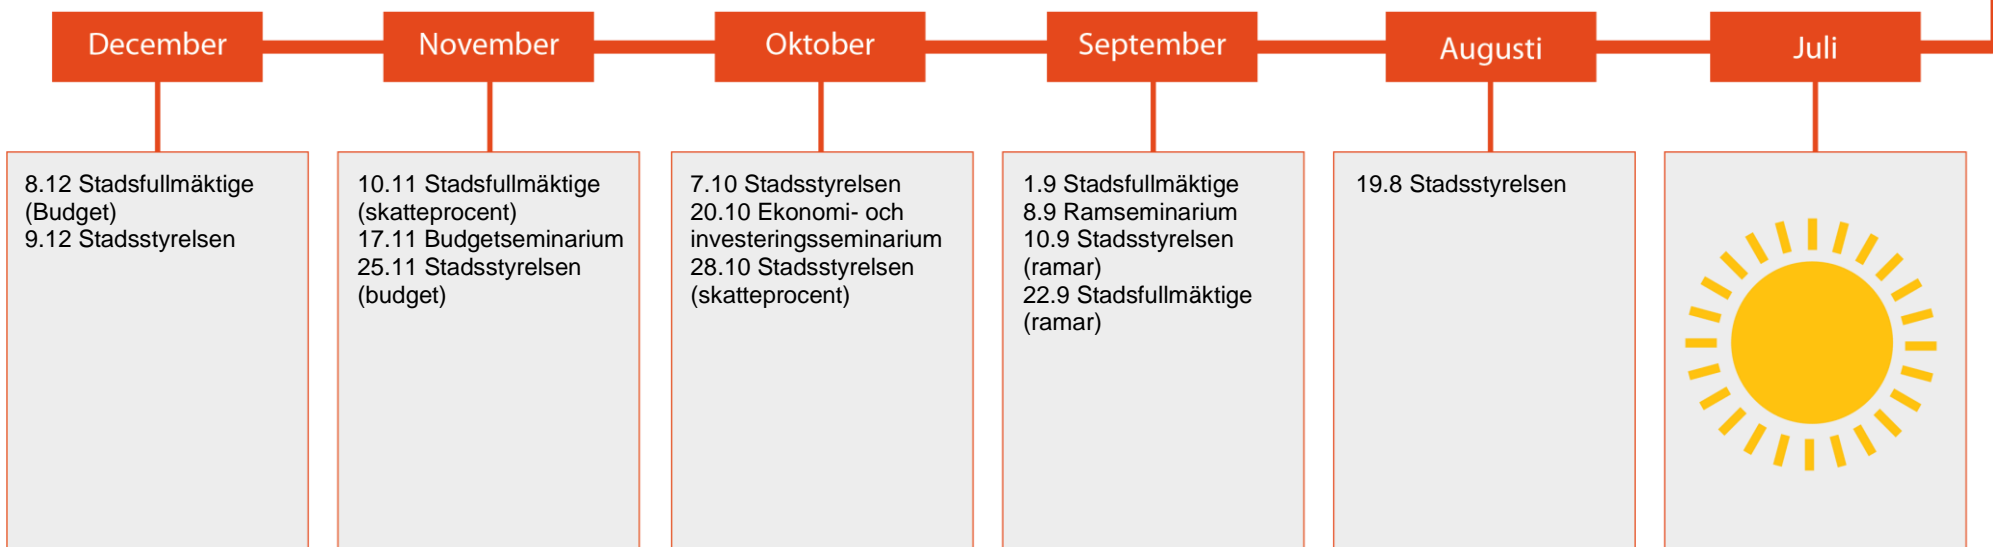 December
8.12 Stadsfullmäktige
(Budget)
9.12 Stadsstyrelsen
November
10.11 Stadsfullmäktige
(skatteprocent)
17.11 Budgetseminarium
25.11 Stadsstyrelsen
(budget)
Oktober
7.10 Stadsstyrelsen
20.10 Ekonomi- och
investeringsseminarium
28.10 Stadsstyrelsen
(skatteprocent)
September
1.9 Stadsfullmäktige
8.9 Ramseminarium
10.9 Stadsstyrelsen
(ramar)
22.9 Stadsfullmäktige
(ramar)
Augusti
19.8 Stadsstyrelsen
Juli